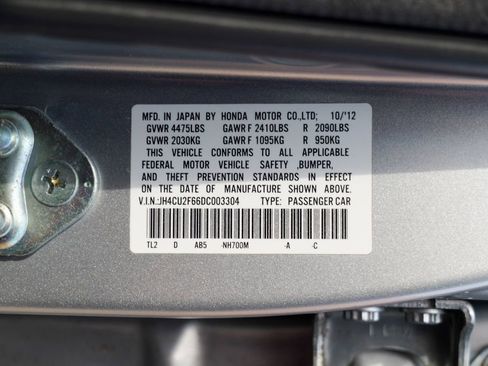 MFD. IN JAPAN BY HONDA MOTOR CO.,LTD; 10/'12
GVWR 4475LBS GAWR F 2410LBS R 2090LBS
GVWR 2030KG GAWR F 1095KG R 950KG
THIS VEHICLE CONFORMS TO ALL APPLICABLE
FEDERAL MOTOR VEHICLE SAFETY ,BUMPER,
AND THEFT PREVENTION STANDARDS IN EFFECT
ON THE DATE OF MANUFACTURE SHOWN ABOVE.
V.I.N.:JH4CU2F66DC003304 TYPE: PASSENGER CAR
TL2 D AB5 -NH700M -A -C